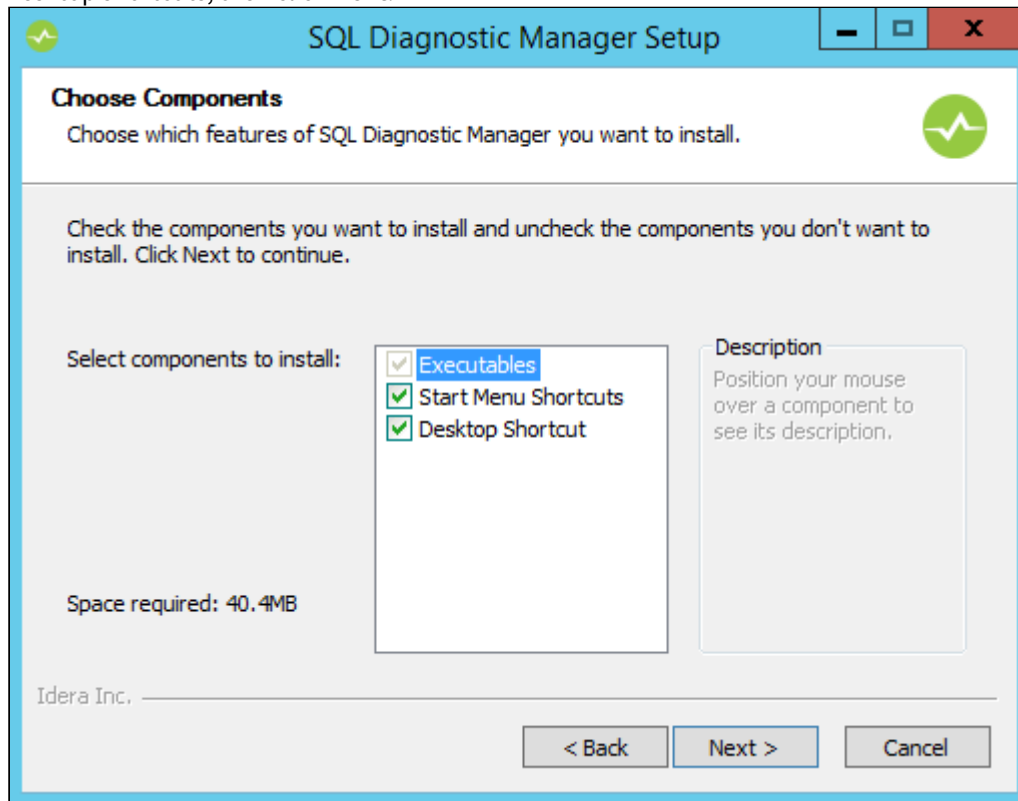 SQL Diagnostic Manager Setup
Choose Components
Choose which features of SQL Diagnostic Manager you want to install.
Check the components you want to install and uncheck the components you don't want to
install. Click Next to continue.
Select components to install:
Executables
Start Menu Shortcuts
Desktop Shortcut
Description
Position your mouse
over a component to
see its description.
Space required: 40.4MB
Idera Inc.
< Back
Next >
Cancel